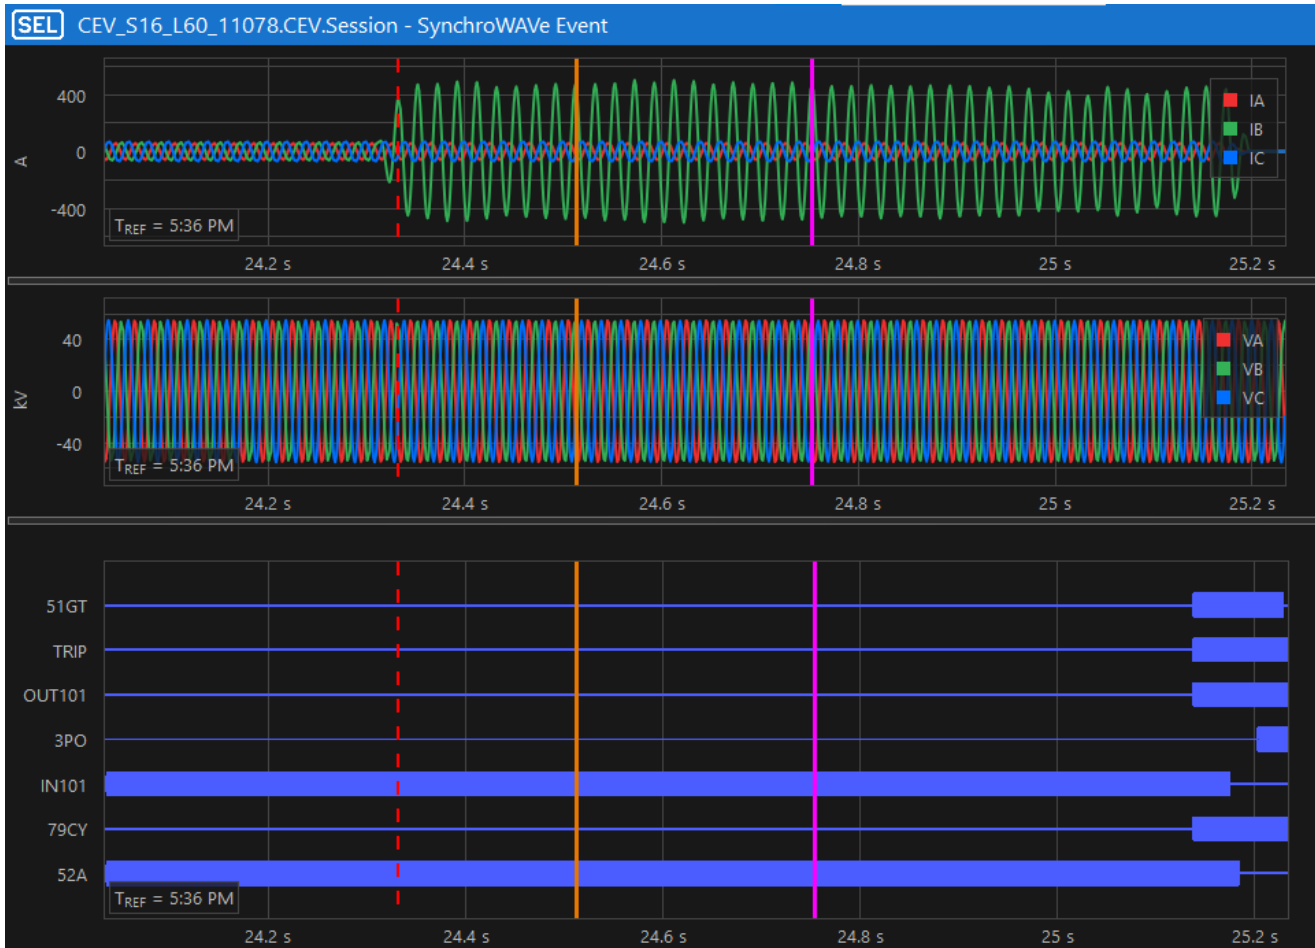 SEL CEV_S16_L60_11078.CEV.Session - SynchroWAVe Event
400
0
-400
A
IA
IB
IC
TREF = 5:36 PM
24.2 s 24.4 s 24.6 s 24.8 s 25 s 25.2 s
40
0
-40
kV
VA
VB
VC
TREF = 5:36 PM
24.2 s 24.4 s 24.6 s 24.8 s 25 s 25.2 s
51GT
TRIP
OUT101
3PO
IN101
79CY
52A
TREF = 5:36 PM
24.2 s 24.4 s 24.6 s 24.8 s 25 s 25.2 s